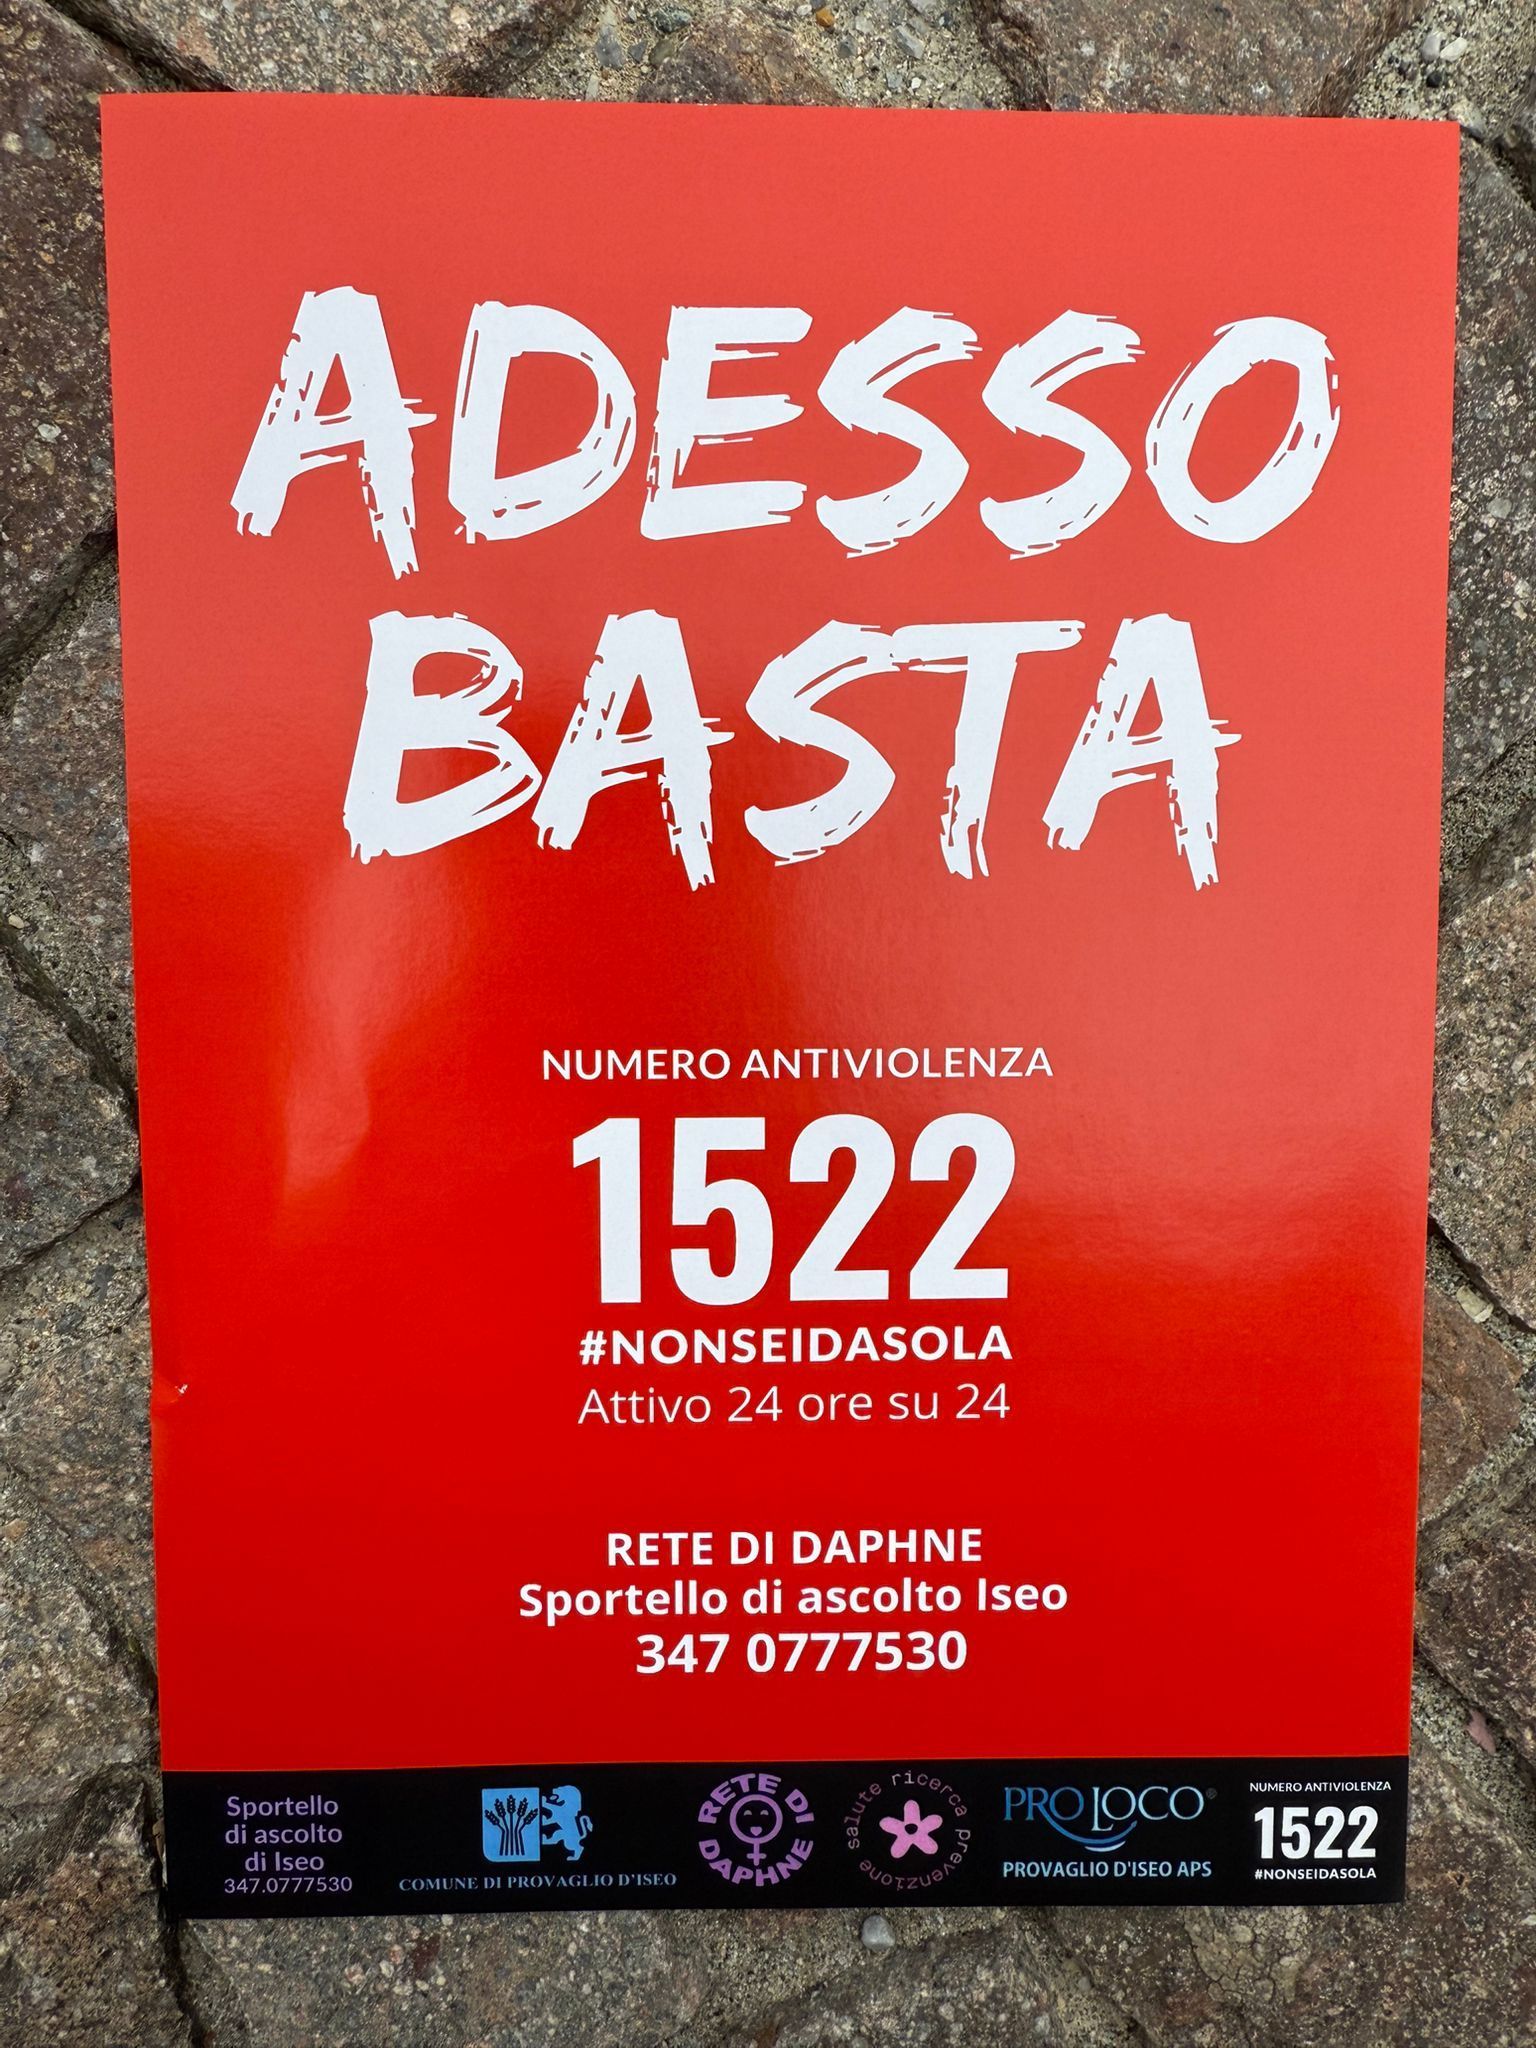 ADESSO
BASTA
NUMERO ANTIVIOLENZA
1522
#NONSEIDASOLA
Attivo 24 ore su 24
RETE DI DAPHNE
Sportello di ascolto Iseo
347 0777530
Sportello
di ascolto
di Iseo
347.0777530
COMUNE DI PROVAGLIO D'ISEO
RETE DI
DAPHNE
salute ricerca prevenzione
PRO LOCO®
PROVAGLIO D'ISEO APS
NUMERO ANTIVIOLENZA
1522
#NONSEIDASOLA